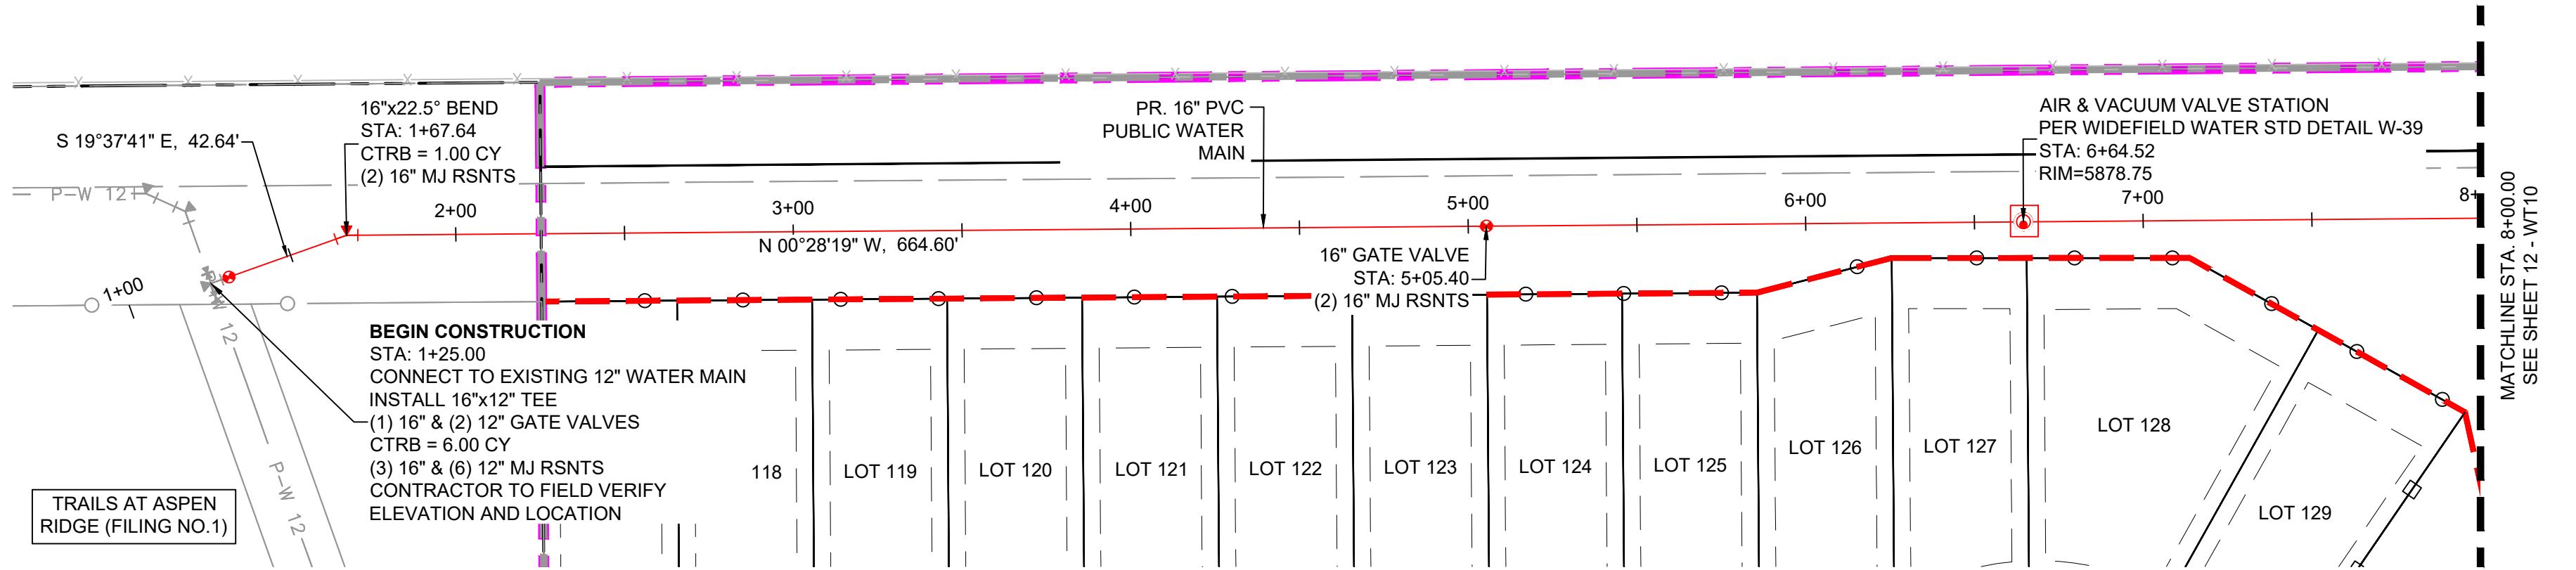 16"x22.5° BEND
STA: 1+67.64
CTRB = 1.00 CY
(2) 16" MJ RSNTS
S 19°37'41" E, 42.64'
PR. 16" PVC
PUBLIC WATER
MAIN
AIR & VACUUM VALVE STATION
PER WIDEFIELD WATER STD DETAIL W-39
STA: 6+64.52
RIM=5878.75
P-W 12
1+00
2+00
3+00
4+00
5+00
6+00
7+00
8+
N 00°28'19" W, 664.60'
16" GATE VALVE
STA: 5+05.40
(2) 16" MJ RSNTS
MATCHLINE STA. 8+00.00
SEE SHEET 12 - WT10
W 12
BEGIN CONSTRUCTION
STA: 1+25.00
CONNECT TO EXISTING 12" WATER MAIN
INSTALL 16"x12" TEE
(1) 16" & (2) 12" GATE VALVES
CTRB = 6.00 CY
(3) 16" & (6) 12" MJ RSNTS
CONTRACTOR TO FIELD VERIFY
ELEVATION AND LOCATION
P-W 12
TRAILS AT ASPEN
RIDGE (FILING NO.1)
118
LOT 119
LOT 120
LOT 121
LOT 122
LOT 123
LOT 124
LOT 125
LOT 126
LOT 127
LOT 128
LOT 129